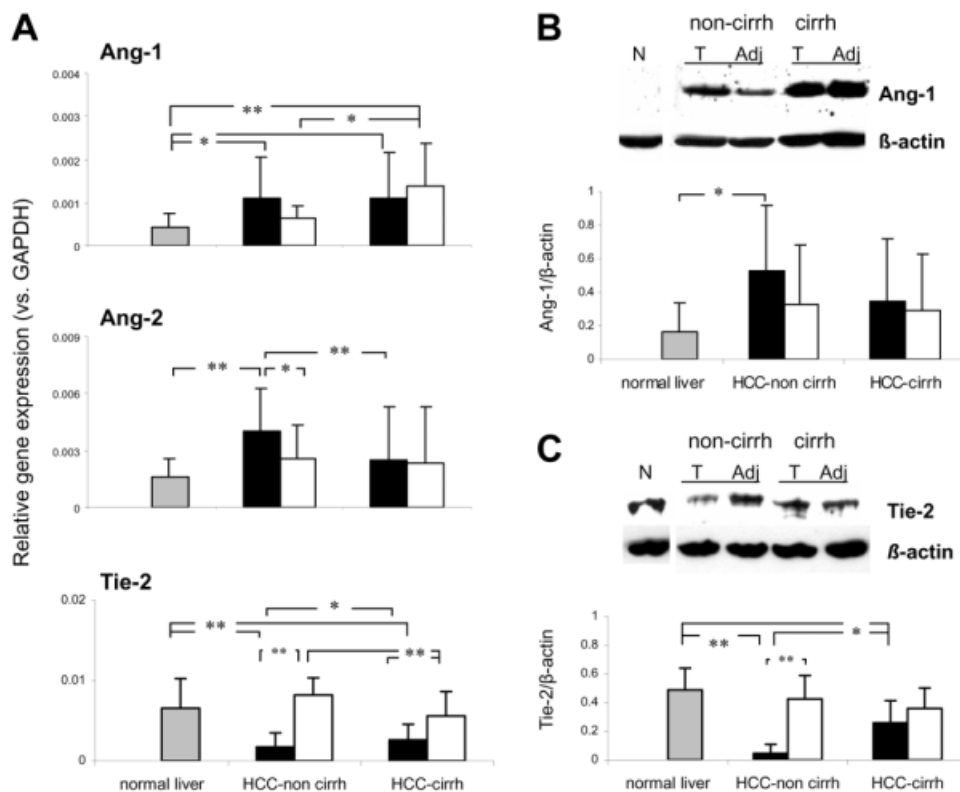 A
Relative gene expression (vs. GAPDH)
Ang-1
0.004
0.003
0.002
0.001
0
**
*
*
Ang-2
0.009
0.006
0.003
0
**
*
**
Tie-2
0.02
0.01
0
*
**
**
**
normal liver HCC-non cirrh HCC-cirrh
B
non-cirrh cirrh
N T Adj T Adj
Ang-1
ß-actin
Ang-1/β-actin
1
0.8
0.6
0.4
0.2
0
*
normal liver HCC-non cirrh HCC-cirrh
C
non-cirrh cirrh
N T Adj T Adj
Tie-2
ß-actin
Tie-2/β-actin
1
0.8
0.6
0.4
0.2
0
**
*
**
normal liver HCC-non cirrh HCC-cirrh